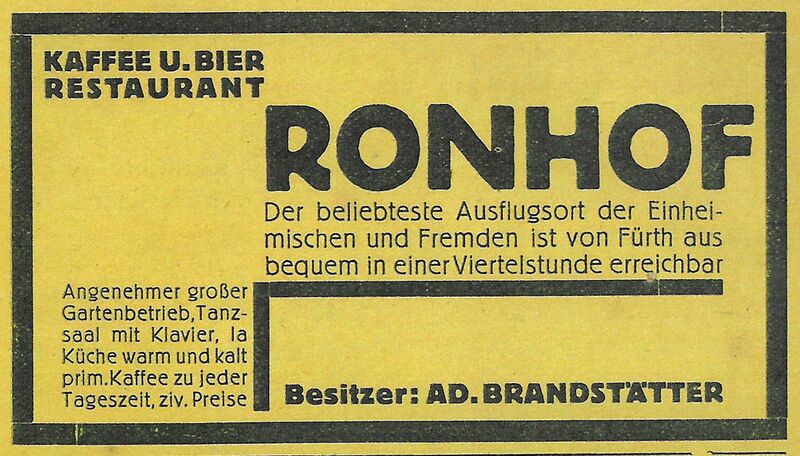 KAFFEE U. BIER
RESTAURANT
RONHOF
Der beliebteste Ausflugsort der Einhei-
mischen und Fremden ist von Fürth aus
bequem in einer Viertelstunde erreichbar
Angenehmer großer
Gartenbetrieb, Tanz-
saal mit Klavier, Ia
Küche warm und kalt
prim. Kaffee zu jeder
Tageszeit, ziv. Preise
Besitzer: AD. BRANDSTÄTTER